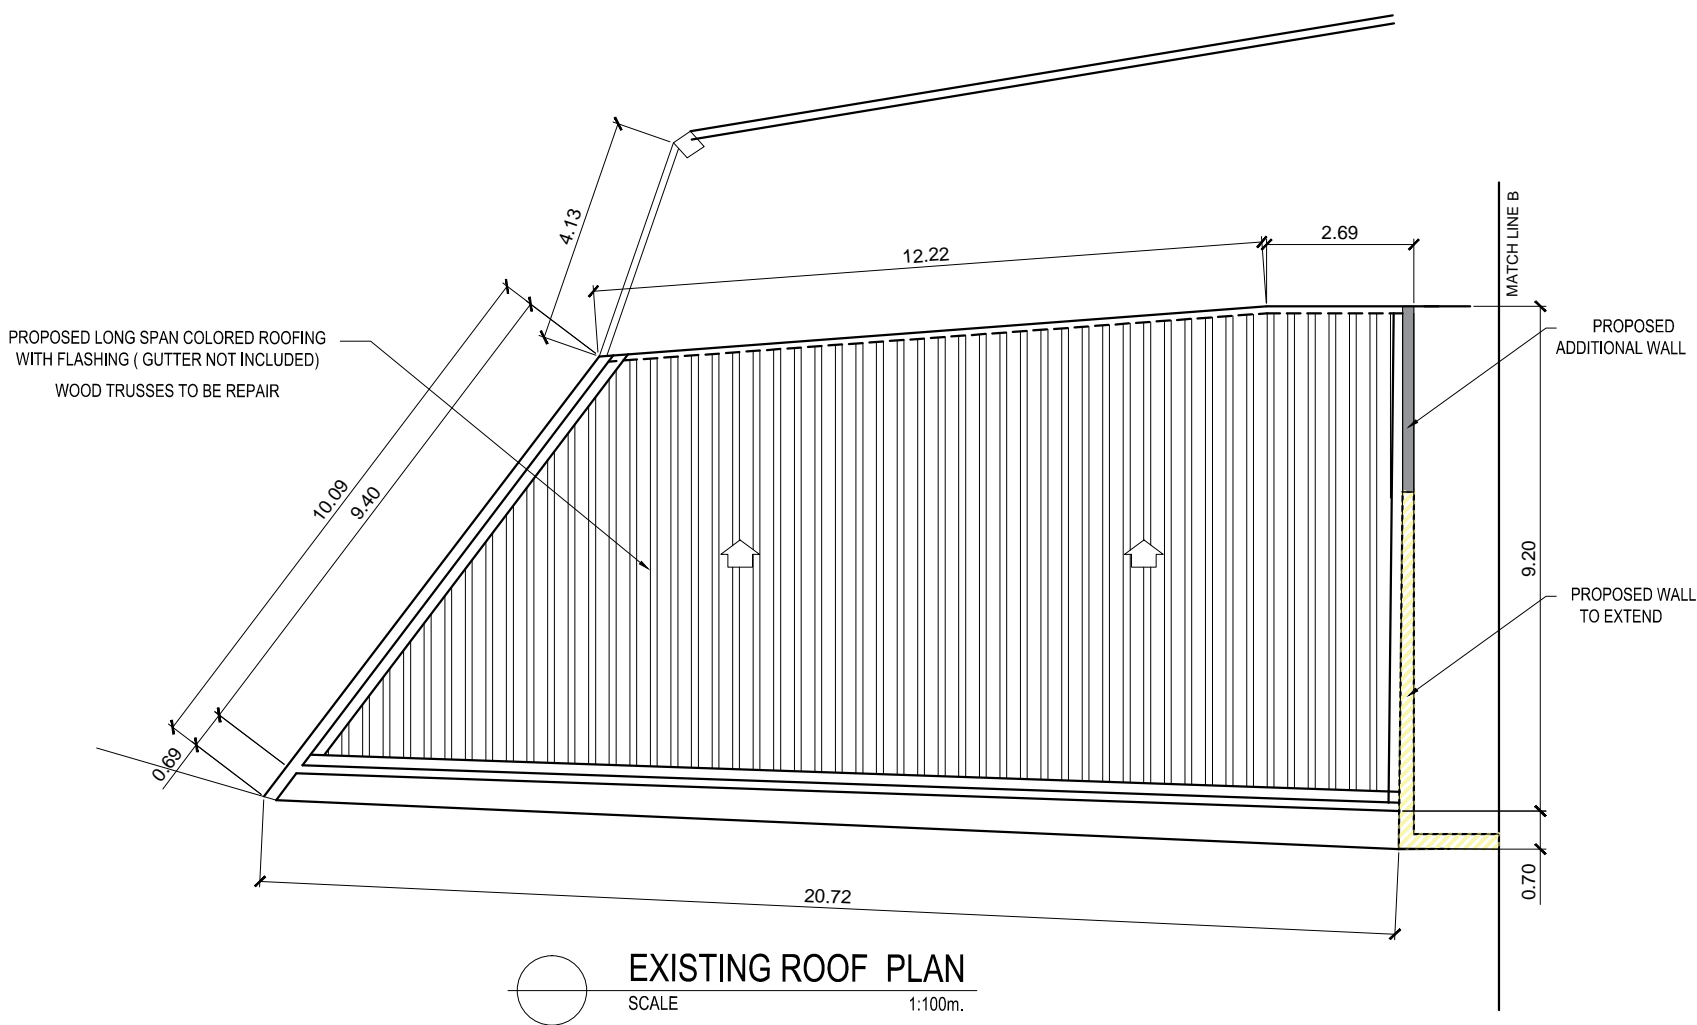 4.13
12.22
2.69
MATCH LINE B
PROPOSED LONG SPAN COLORED ROOFING
WITH FLASHING ( GUTTER NOT INCLUDED)
WOOD TRUSSES TO BE REPAIR
PROPOSED
ADDITIONAL WALL
10.09
9.40
9.20
PROPOSED WALL
TO EXTEND
0.69
0.70
20.72
EXISTING ROOF PLAN
SCALE 1:100m.